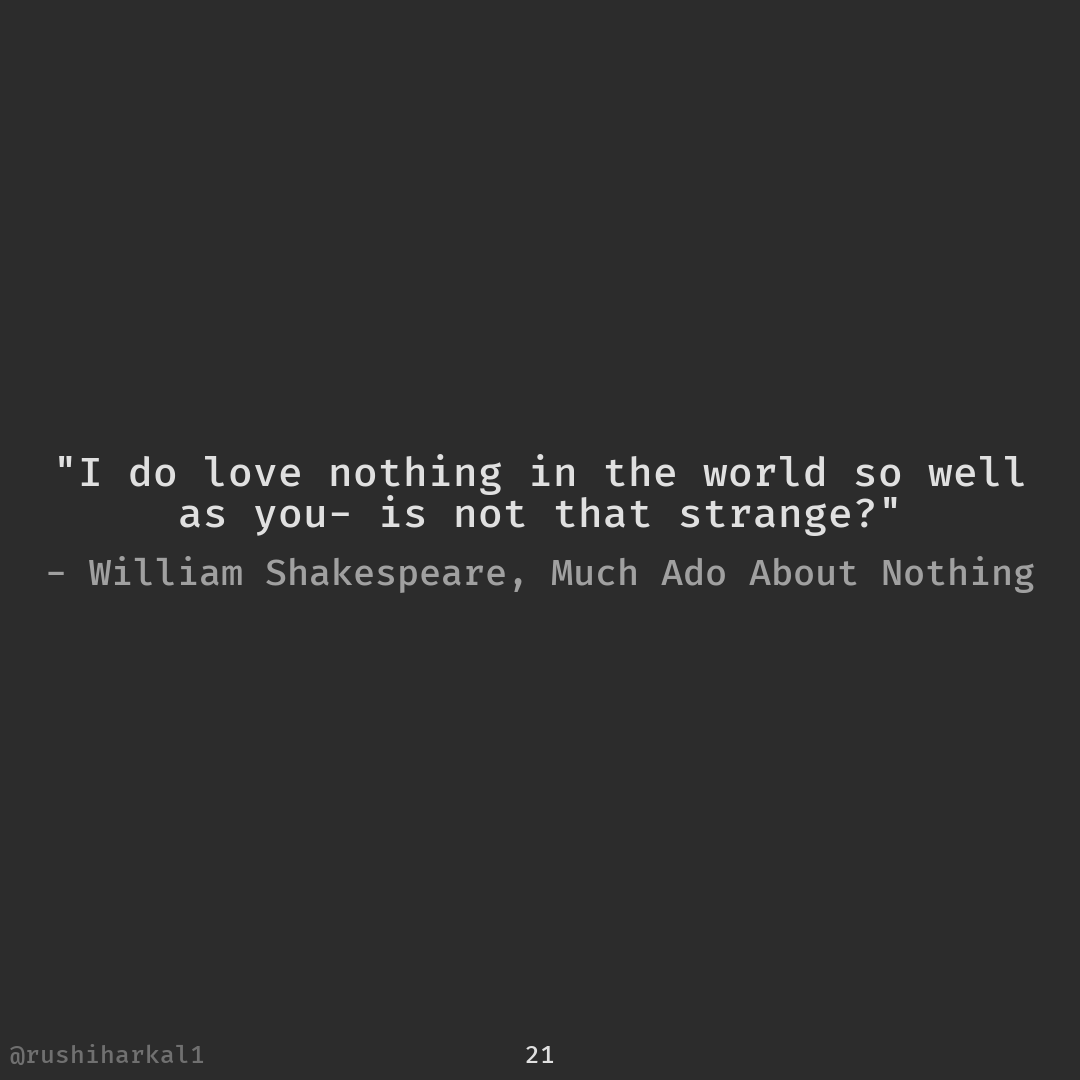 "I do love nothing in the world so well
as you- is not that strange?"
- William Shakespeare, Much Ado About Nothing
@rushiharkal1
21